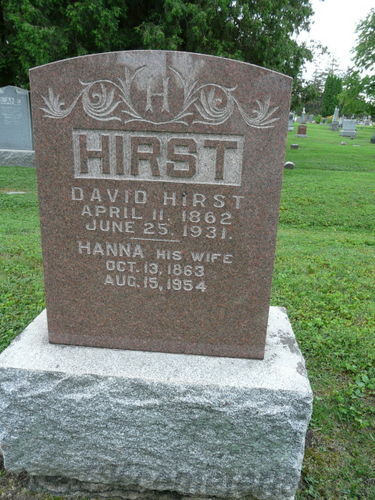 H
HIRST
DAVID HIRST
APRIL 11, 1862
JUNE 25, 1931.
HANNA HIS WIFE
OCT. 13, 1863
AUG. 15, 1954